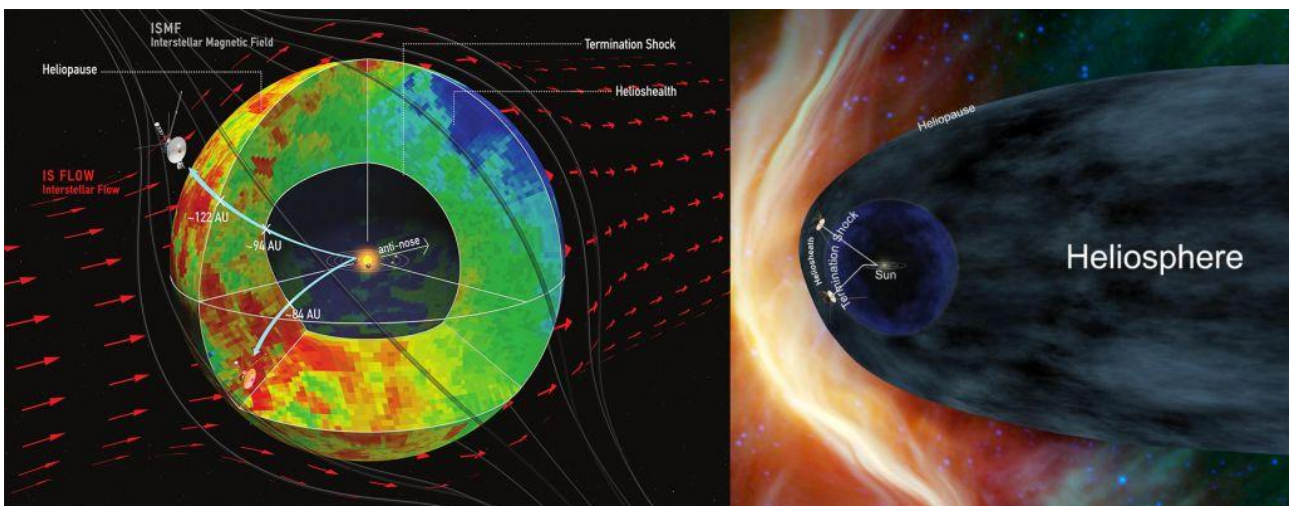 ISMF
Interstellar Magnetic Field
Termination Shock
Heliopause
Helioshealth
IS FLOW
Interstellar Flow
~122 AU
~94 AU
anti-nose
~84 AU
Heliopause
Heliosheath
Termination Shock
Sun
Heliosphere